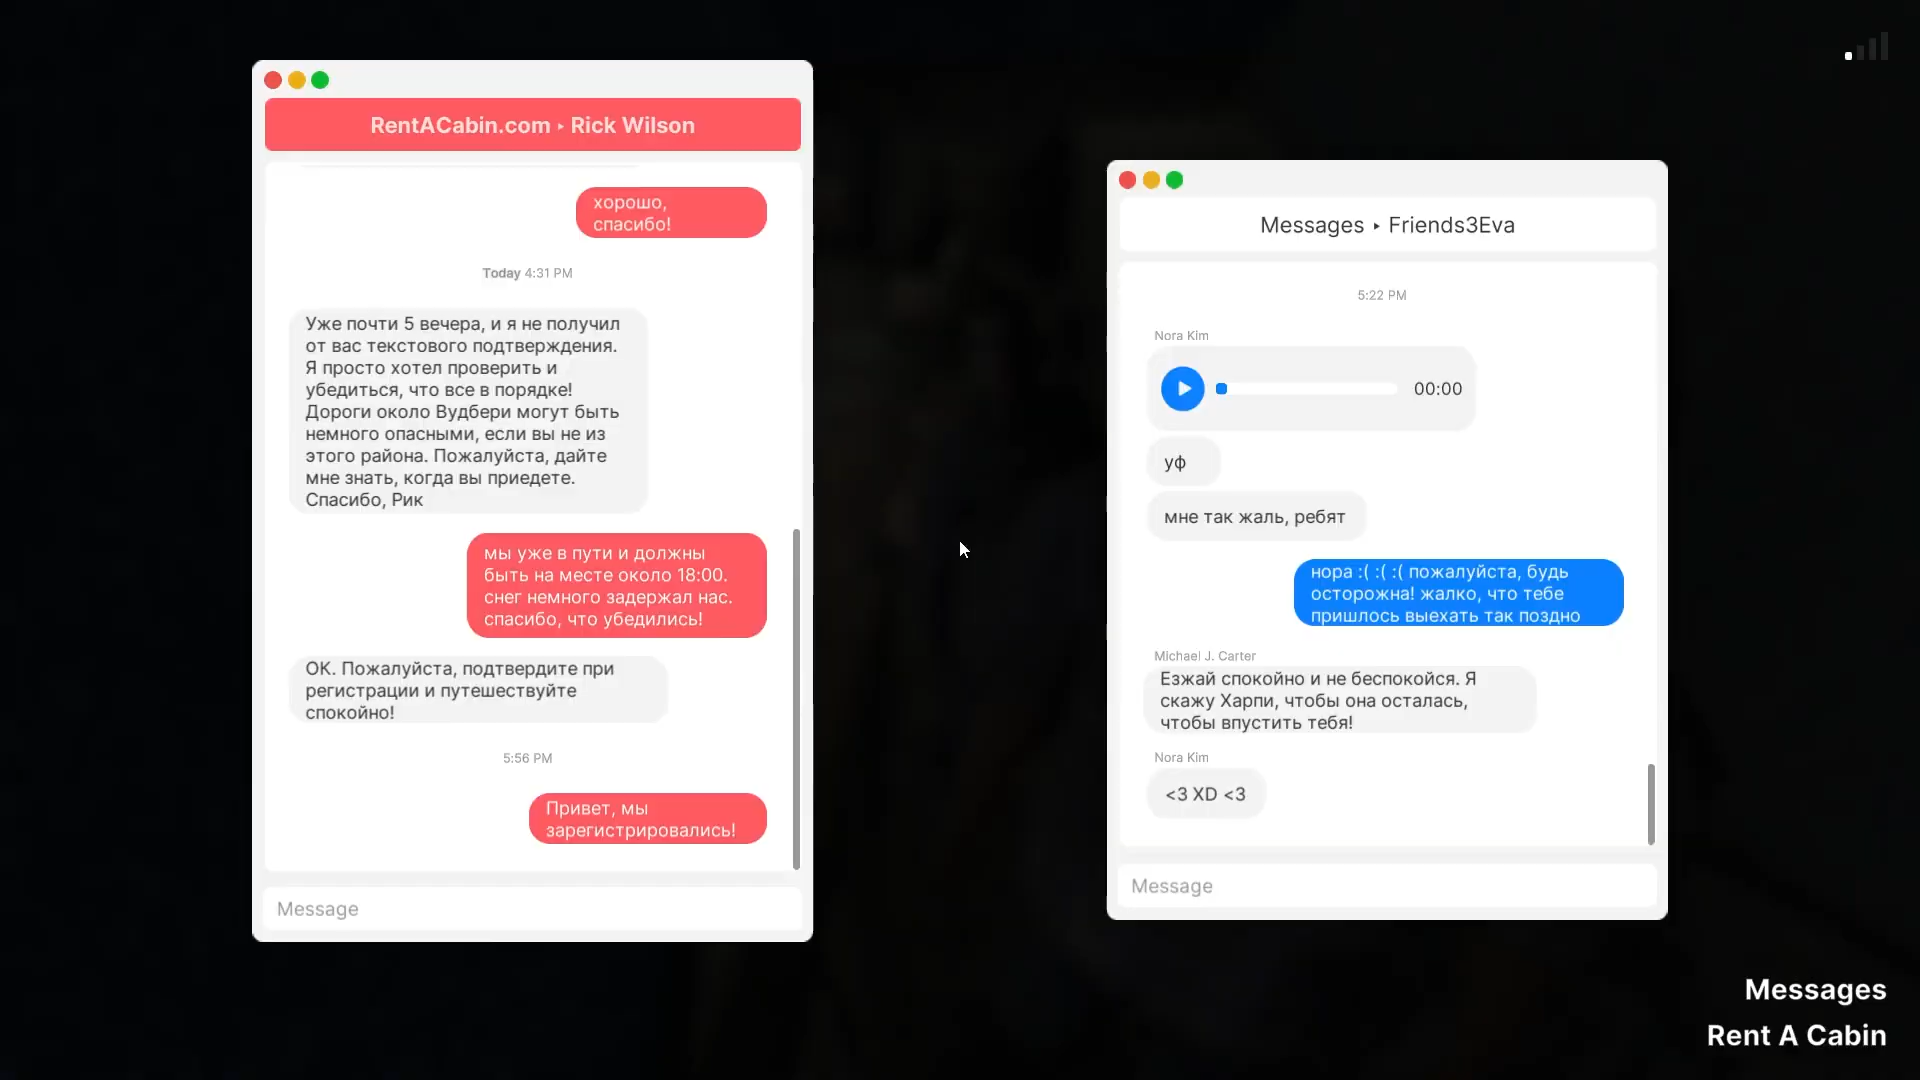 RentACabin.com ‣ Rick Wilson
хорошо,
спасибо!
Today 4:31 PM
Уже почти 5 вечера, и я не получил
от вас текстового подтверждения.
Я просто хотел проверить и
убедиться, что все в порядке!
Дороги около Вудбери могут быть
немного опасными, если вы не из
этого района. Пожалуйста, дайте
мне знать, когда вы приедете.
Спасибо, Рик
мы уже в пути и должны
быть на месте около 18:00.
снег немного задержал нас.
спасибо, что убедились!
ОК. Пожалуйста, подтвердите при
регистрации и путешествуйте
спокойно!
5:56 PM
Привет, мы
зарегистрировались!
Message
Messages ‣ Friends3Eva
5:22 PM
Nora Kim
00:00
уф
мне так жаль, ребят
нора :( :( :( пожалуйста, будь
осторожна! жалко, что тебе
пришлось выехать так поздно
Michael J. Carter
Езжай спокойно и не беспокойся. Я
скажу Харпи, чтобы она осталась,
чтобы впустить тебя!
Nora Kim
<3 XD <3
Message
Messages
Rent A Cabin